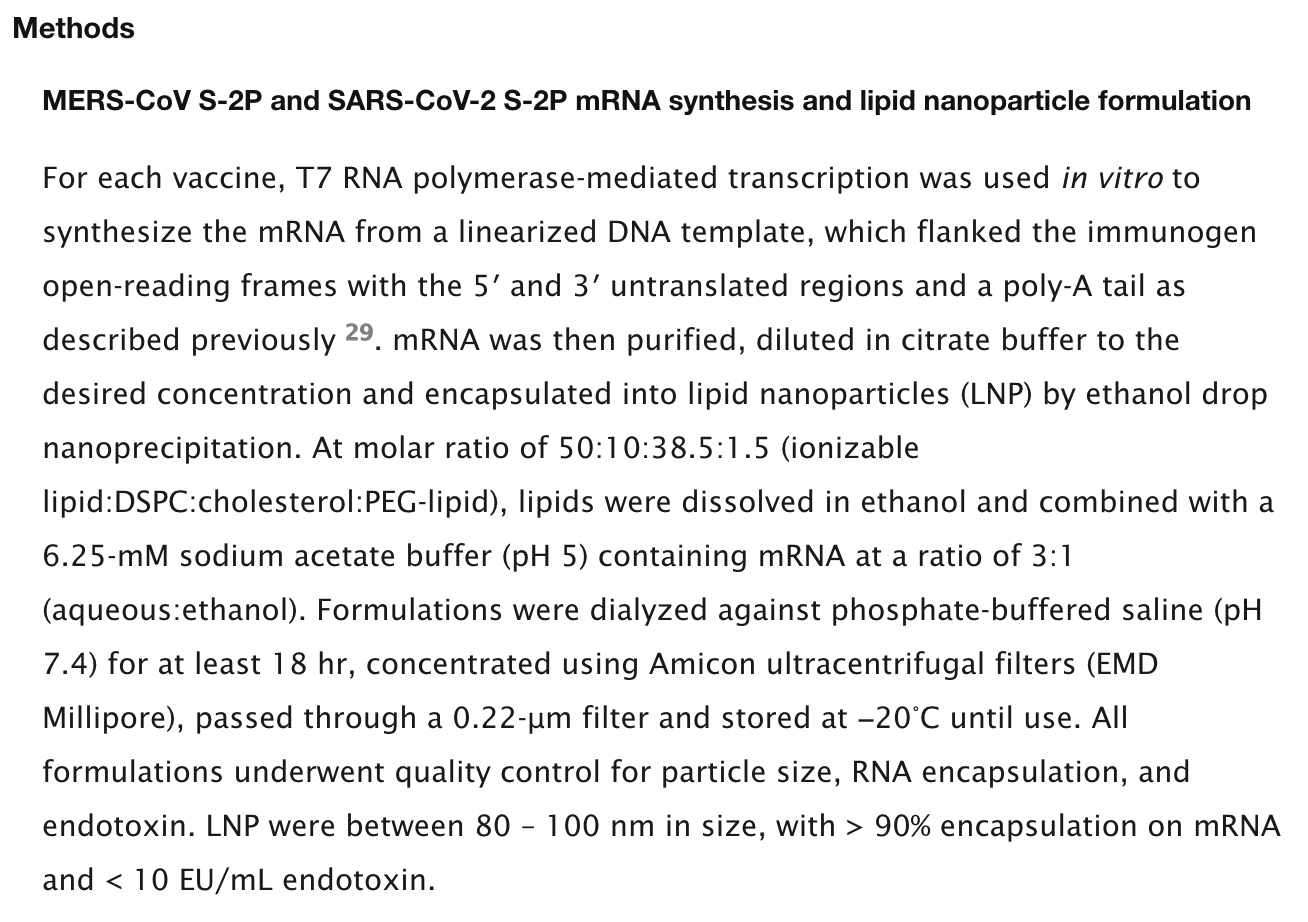 Methods
MERS-CoV S-2P and SARS-CoV-2 S-2P mRNA synthesis and lipid nanoparticle formulation
For each vaccine, T7 RNA polymerase-mediated transcription was used in vitro to
synthesize the mRNA from a linearized DNA template, which flanked the immunogen
open-reading frames with the 5′ and 3′ untranslated regions and a poly-A tail as
described previously 29. mRNA was then purified, diluted in citrate buffer to the
desired concentration and encapsulated into lipid nanoparticles (LNP) by ethanol drop
nanoprecipitation. At molar ratio of 50:10:38.5:1.5 (ionizable
lipid:DSPC:cholesterol:PEG-lipid), lipids were dissolved in ethanol and combined with a
6.25-mM sodium acetate buffer (pH 5) containing mRNA at a ratio of 3:1
(aqueous:ethanol). Formulations were dialyzed against phosphate-buffered saline (pH
7.4) for at least 18 hr, concentrated using Amicon ultracentrifugal filters (EMD
Millipore), passed through a 0.22-μm filter and stored at −20˚C until use. All
formulations underwent quality control for particle size, RNA encapsulation, and
endotoxin. LNP were between 80 – 100 nm in size, with > 90% encapsulation on mRNA
and < 10 EU/mL endotoxin.